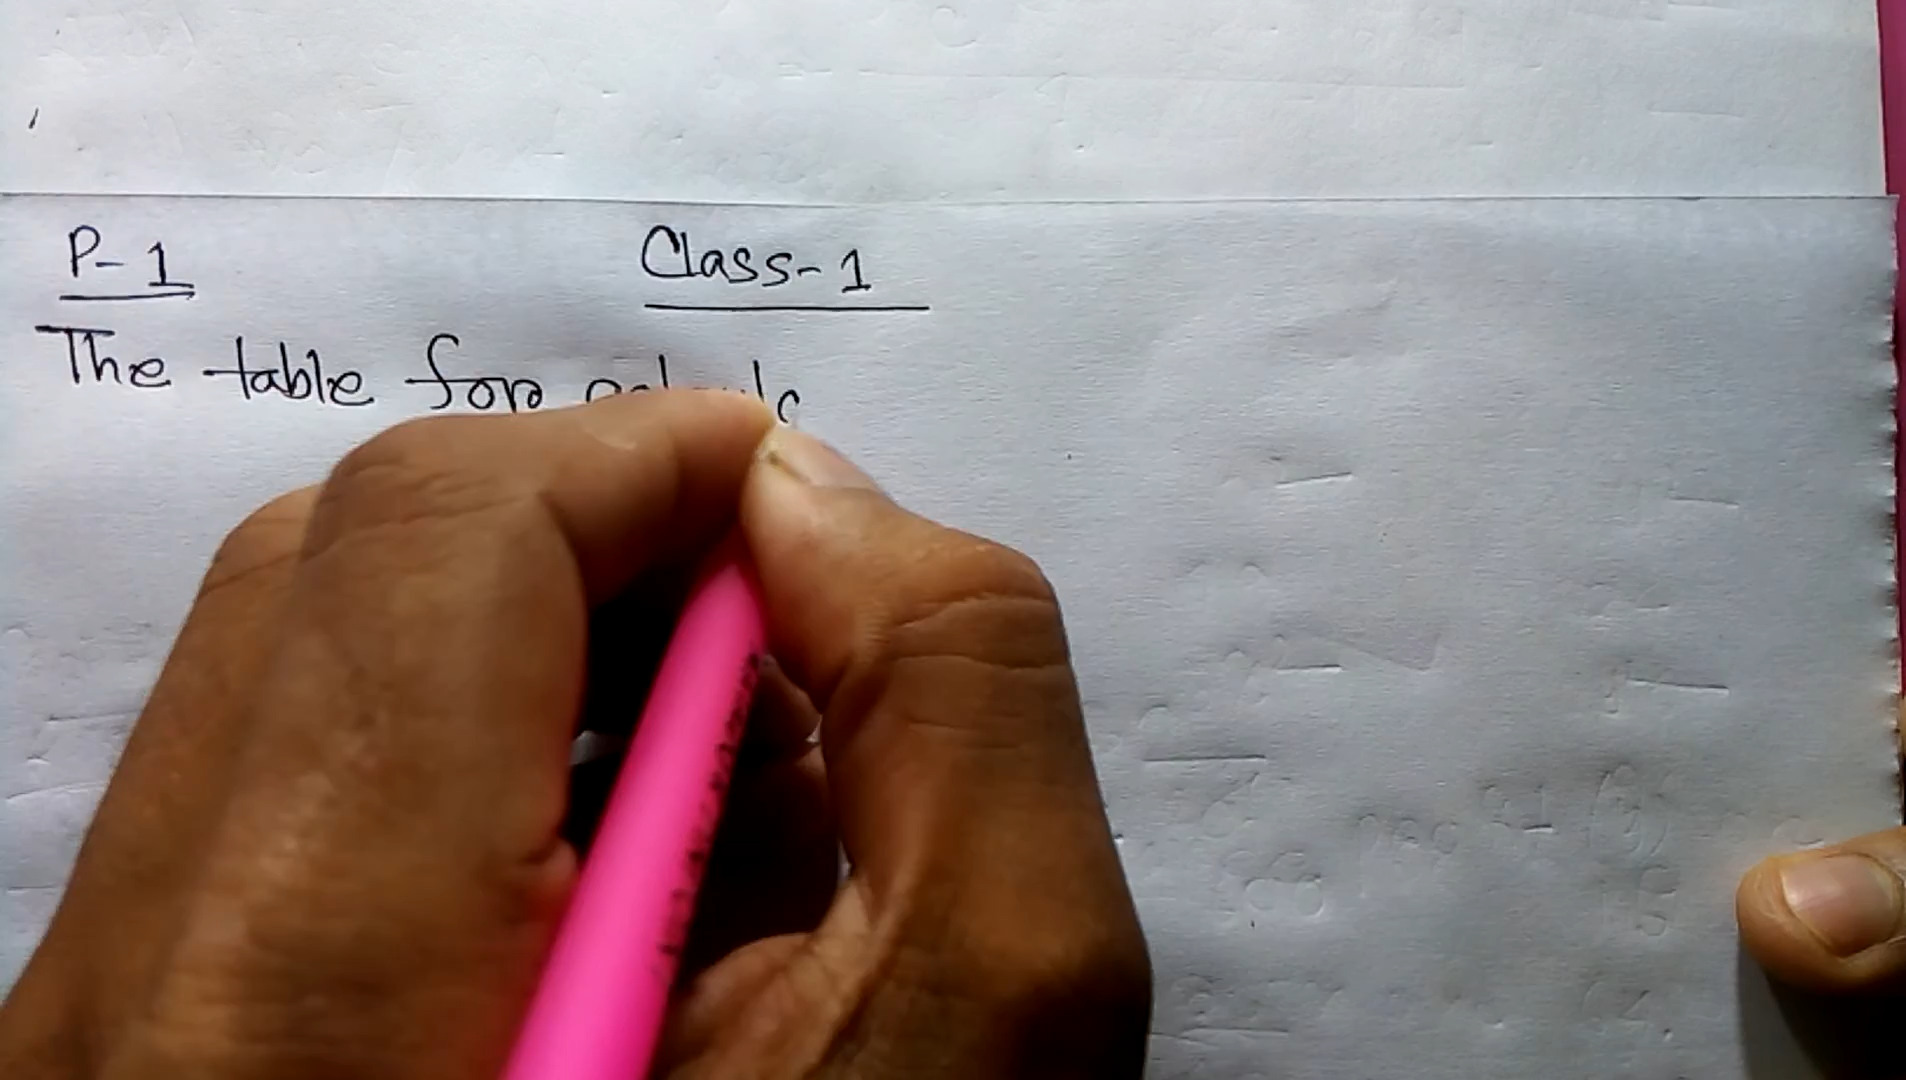 P-1
Class-1
The table for